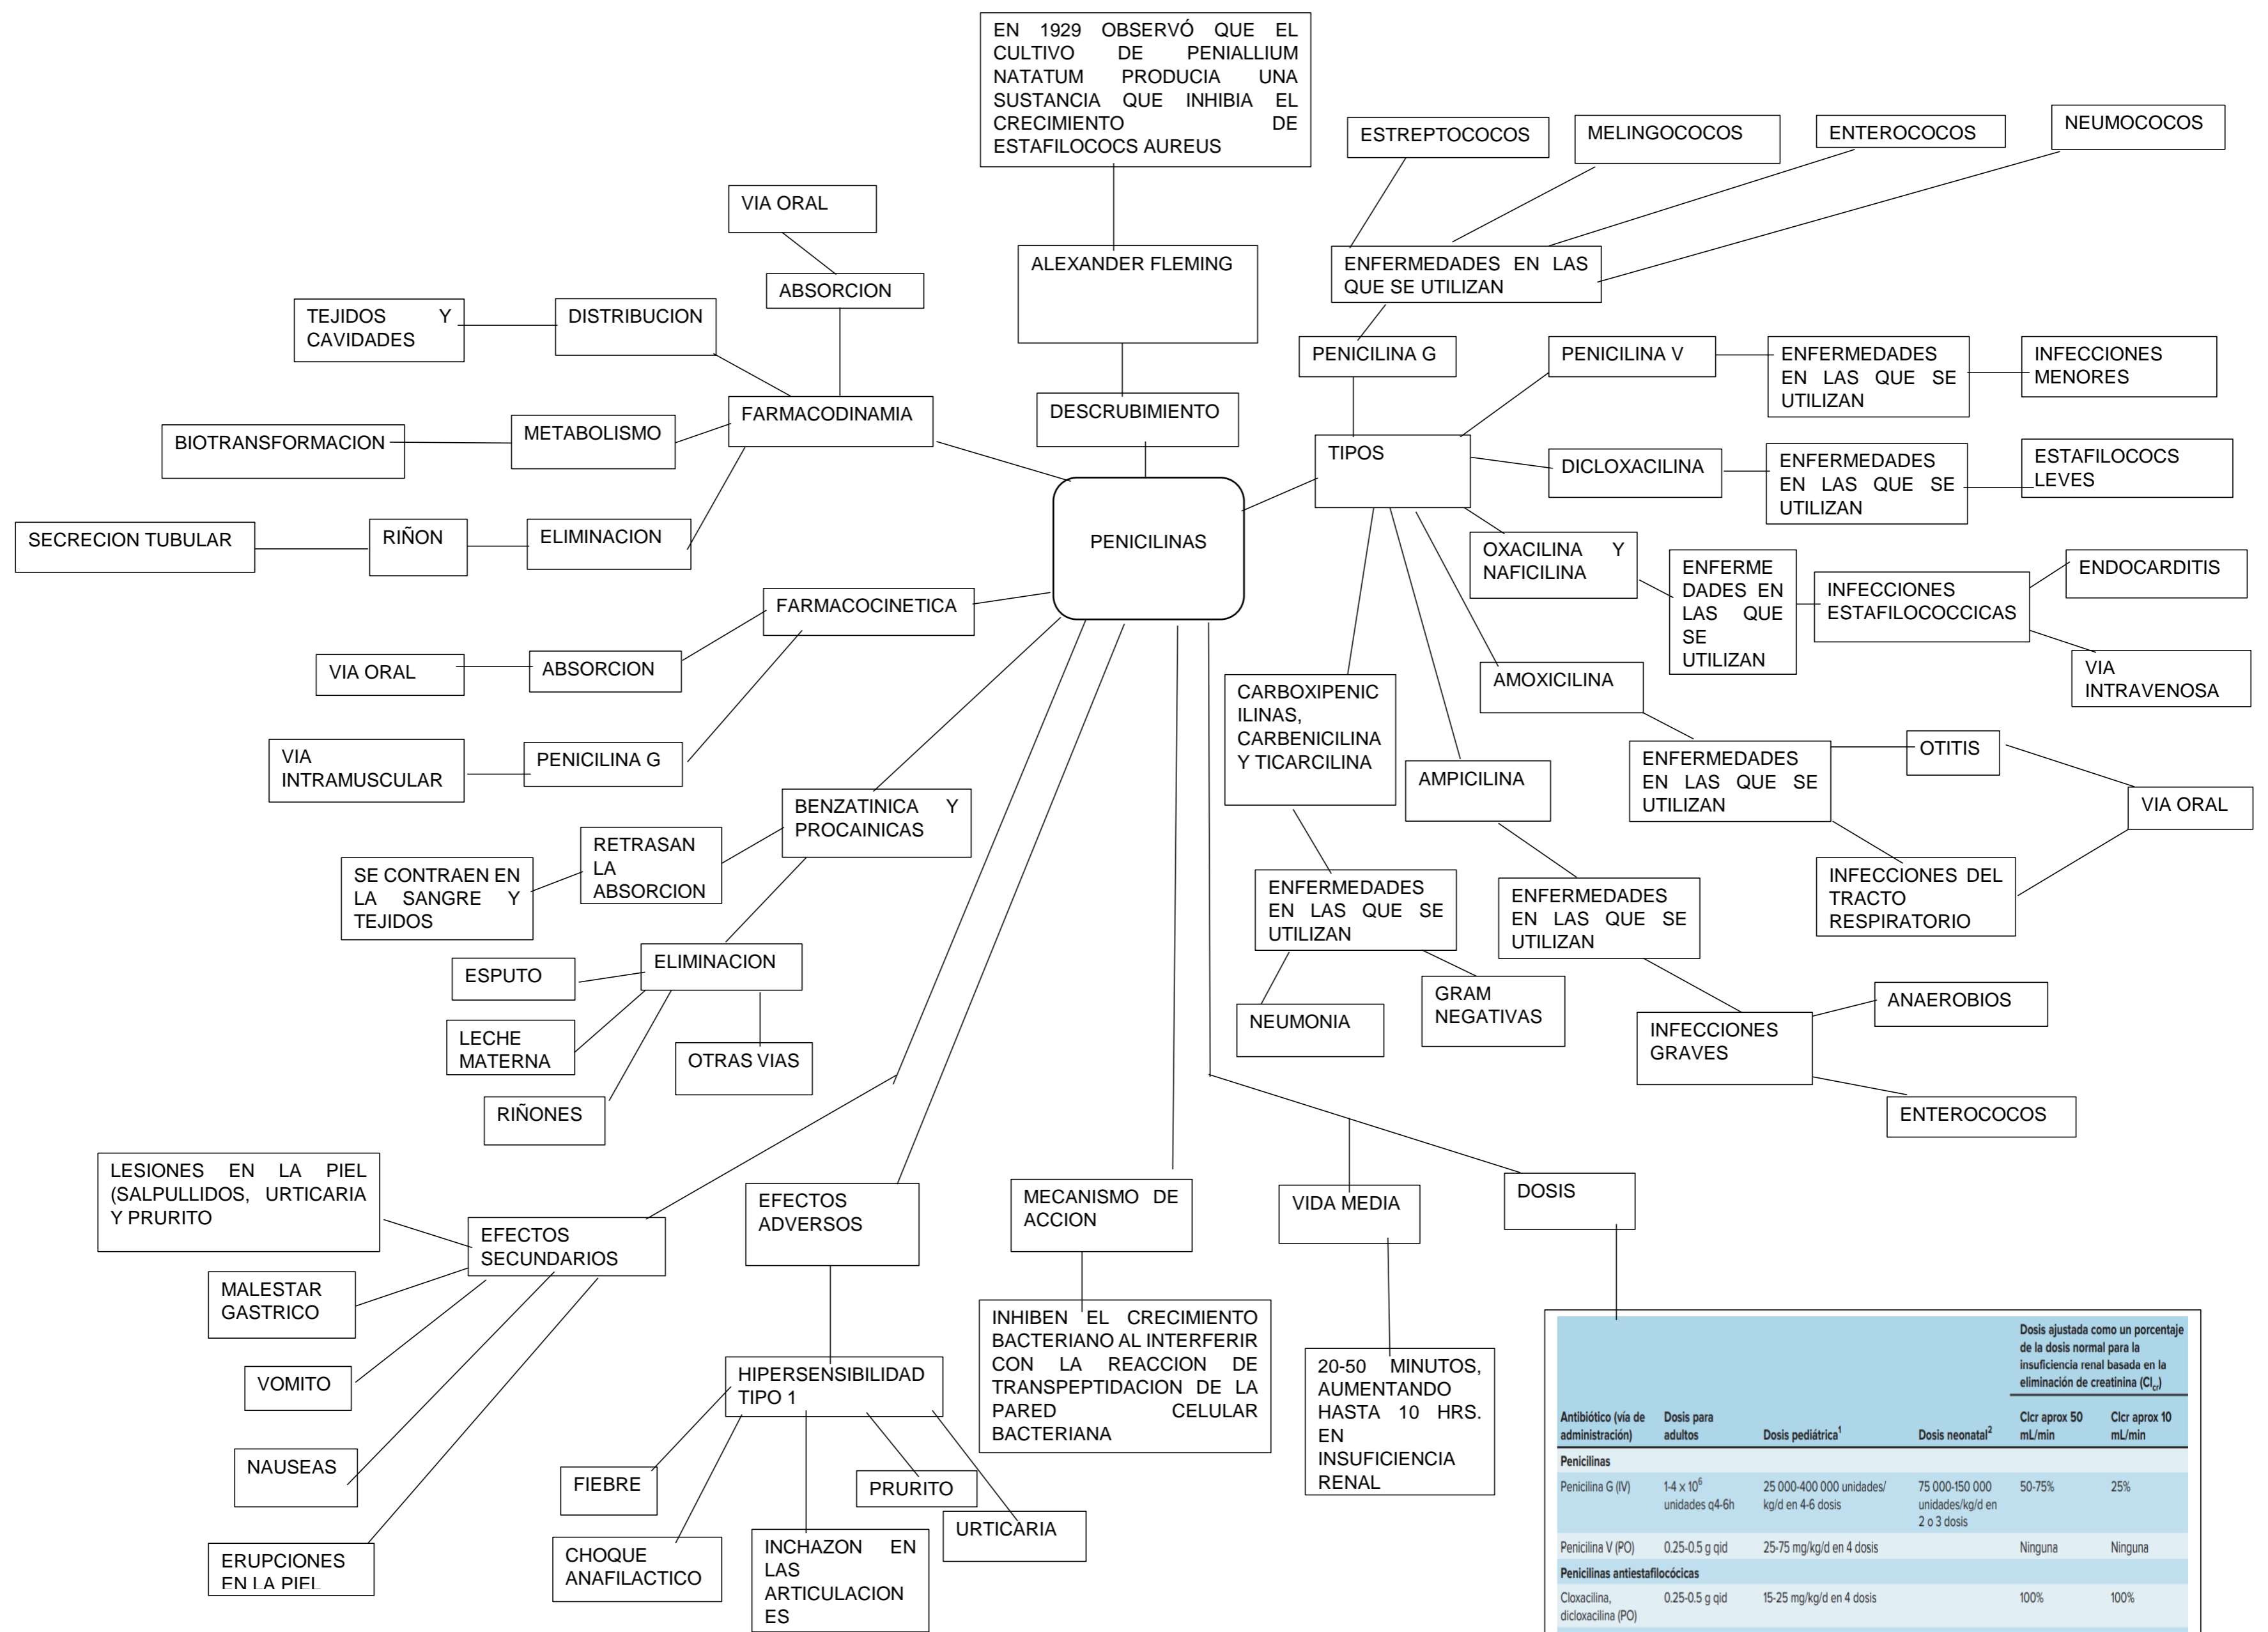 EN 1929 OBSERVÓ QUE EL
CULTIVO DE PENIALLIUM
NATATUM PRODUCIA UNA
SUSTANCIA QUE INHIBIA EL
CRECIMIENTO DE
ESTAFILOCOCS AUREUS
ESTREPTOCOCOS
MELINGOCOCOS
ENTEROCOCOS
NEUMOCOCOS
VIA ORAL
ABSORCION
ALEXANDER FLEMING
ENFERMEDADES EN LAS
QUE SE UTILIZAN
TEJIDOS Y
CAVIDADES
DISTRIBUCION
PENICILINA G
PENICILINA V
ENFERMEDADES
EN LAS QUE SE
UTILIZAN
INFECCIONES
MENORES
FARMACODINAMIA
DESCRUBIMIENTO
BIOTRANSFORMACION
METABOLISMO
TIPOS
DICLOXACILINA
ENFERMEDADES
EN LAS QUE SE
UTILIZAN
ESTAFILOCOCS
LEVES
SECRECION TUBULAR
RIÑON
ELIMINACION
PENICILINAS
OXACILINA Y
NAFICILINA
ENFERME
DADES EN
LAS QUE
SE
UTILIZAN
INFECCIONES
ESTAFILOCOCCICAS
ENDOCARDITIS
VIA
INTRAVENOSA
FARMACOCINETICA
VIA ORAL
ABSORCION
VIA
INTRAMUSCULAR
PENICILINA G
CARBOXIPENIC
ILINAS,
CARBENICILINA
Y TICARCILINA
AMOXICILINA
AMPICILINA
ENFERMEDADES
EN LAS QUE SE
UTILIZAN
OTITIS
VIA ORAL
INFECCIONES DEL
TRACTO
RESPIRATORIO
BENZATINICA Y
PROCAINICAS
RETRASAN
LA
ABSORCION
SE CONTRAEN EN
LA SANGRE Y
TEJIDOS
ENFERMEDADES
EN LAS QUE SE
UTILIZAN
ENFERMEDADES
EN LAS QUE SE
UTILIZAN
ELIMINACION
ESPUTO
LECHE
MATERNA
RIÑONES
OTRAS VIAS
NEUMONIA
GRAM
NEGATIVAS
INFECCIONES
GRAVES
ANAEROBIOS
ENTEROCOCOS
LESIONES EN LA PIEL
(SALPULLIDOS, URTICARIA
Y PRURITO
EFECTOS
SECUNDARIOS
EFECTOS
ADVERSOS
MECANISMO DE
ACCION
VIDA MEDIA
DOSIS
MALESTAR
GASTRICO
VOMITO
NAUSEAS
ERUPCIONES
EN LA PIEL
HIPERSENSIBILIDAD
TIPO 1
FIEBRE
CHOQUE
ANAFILACTICO
INCHAZON EN
LAS
ARTICULACION
ES
PRURITO
URTICARIA
INHIBEN EL CRECIMIENTO
BACTERIANO AL INTERFERIR
CON LA REACCION DE
TRANSPEPTIDACION DE LA
PARED CELULAR
BACTERIANA
20-50 MINUTOS,
AUMENTANDO
HASTA 10 HRS.
EN
INSUFICIENCIA
RENAL
Dosis ajustada como un porcentaje
de la dosis normal para la
insuficiencia renal basada en la
eliminación de creatinina (Cl_cr)
Antibiótico (vía de administración) Dosis para adultos Dosis pediátrica¹ Dosis neonatal² Clcr aprox 50 mL/min Clcr aprox 10 mL/min
Penicilinas
Penicilina G (IV) 1-4 x 10⁶ unidades q4-6h 25 000-400 000 unidades/kg/d en 4-6 dosis 75 000-150 000 unidades/kg/d en 2 o 3 dosis 50-75% 25%
Penicilina V (PO) 0.25-0.5 g qid 25-75 mg/kg/d en 4 dosis Ninguna Ninguna
Penicilinas antiestafilocócicas
Cloxacilina, dicloxacilina (PO) 0.25-0.5 g qid 15-25 mg/kg/d en 4 dosis 100% 100%